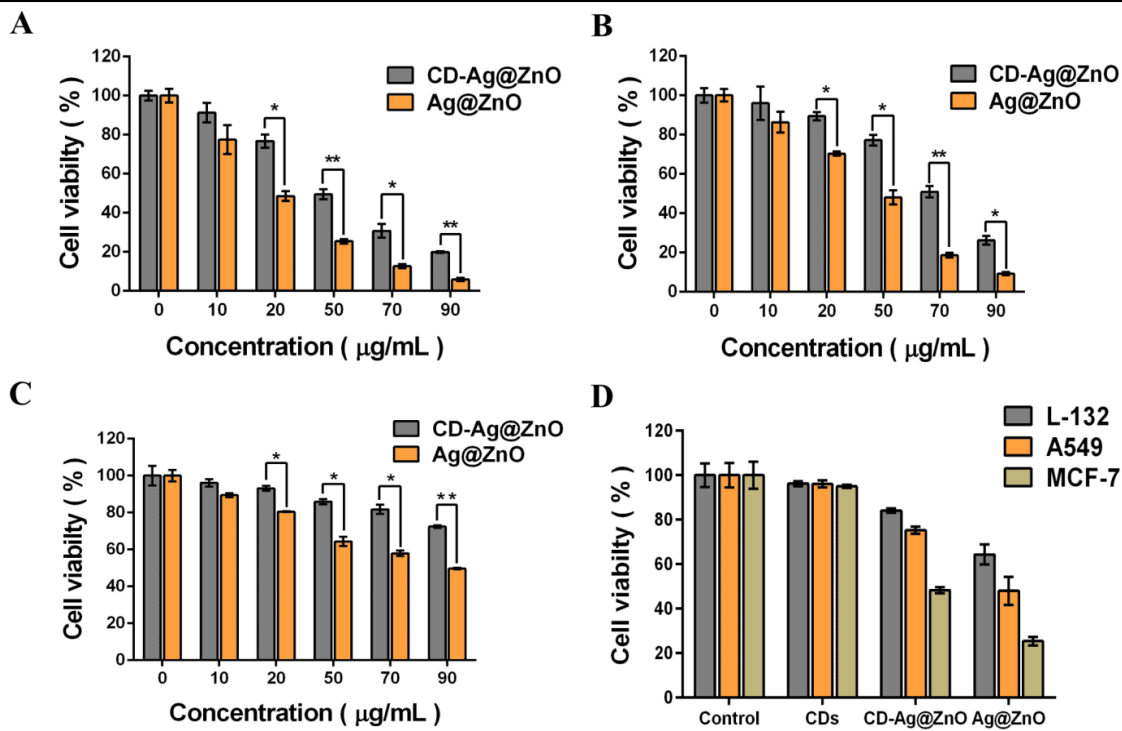 A
120
100
80
60
40
20
0
Cell viabilty ( % )
CD-Ag@ZnO
Ag@ZnO
*
**
*
**
0 10 20 50 70 90
Concentration ( μg/mL )
B
120
100
80
60
40
20
0
Cell viabilty ( % )
CD-Ag@ZnO
Ag@ZnO
*
*
**
*
0 10 20 50 70 90
Concentration ( μg/mL )
C
120
100
80
60
40
20
0
Cell viabilty ( % )
CD-Ag@ZnO
Ag@ZnO
*
*
*
**
0 10 20 50 70 90
Concentration ( μg/mL )
D
120
100
80
60
40
20
0
Cell viabilty ( % )
L-132
A549
MCF-7
Control CDs CD-Ag@ZnO Ag@ZnO